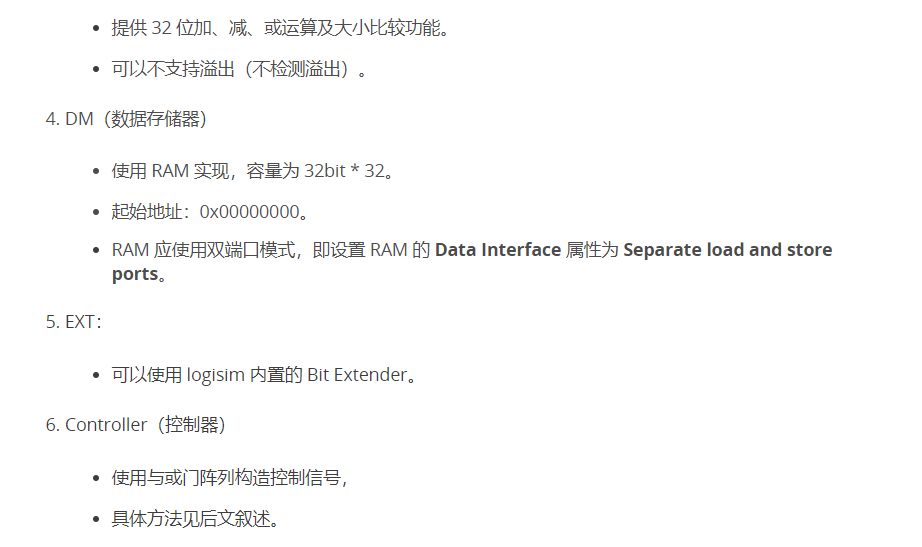 • 提供 32 位加、减、或运算及大小比较功能。
• 可以不支持溢出（不检测溢出）。
4. DM（数据存储器）
• 使用 RAM 实现，容量为 32bit * 32。
• 起始地址：0x00000000。
• RAM 应使用双端口模式，即设置 RAM 的 Data Interface 属性为 Separate load and store
ports。
5. EXT：
• 可以使用 logisim 内置的 Bit Extender。
6. Controller（控制器）
• 使用与或门阵列构造控制信号，
• 具体方法见后文叙述。